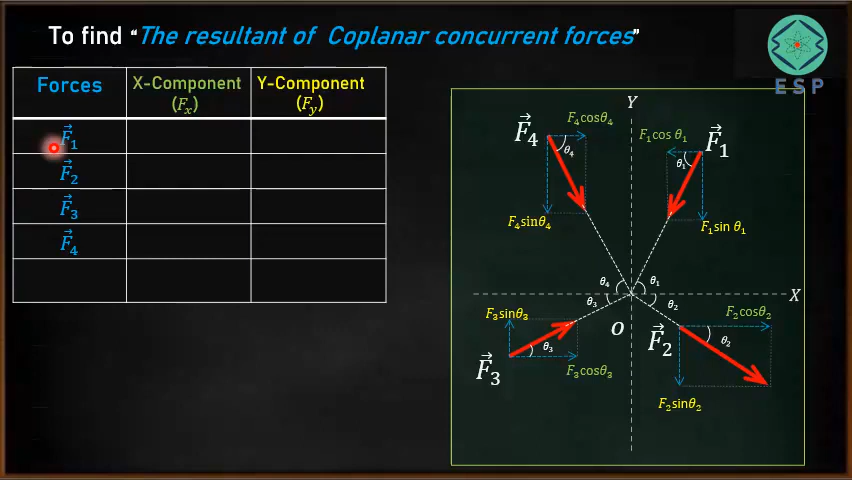 To find “The resultant of Coplanar concurrent forces”
E S P
Forces X-Component Y-Component
(Fₓ) (Fᵧ)
F⃗₁
F⃗₂
F⃗₃
F⃗₄
Y
F⃗₄ F₄cosθ₄ F₁cos θ₁ F⃗₁
θ₄ θ₁
F₄sinθ₄ F₁sin θ₁
θ₄ θ₁
θ₃ θ₂ X
F₃sinθ₃ F₂cosθ₂
O F⃗₂ θ₂
θ₃
F⃗₃ F₃cosθ₃
F₂sinθ₂